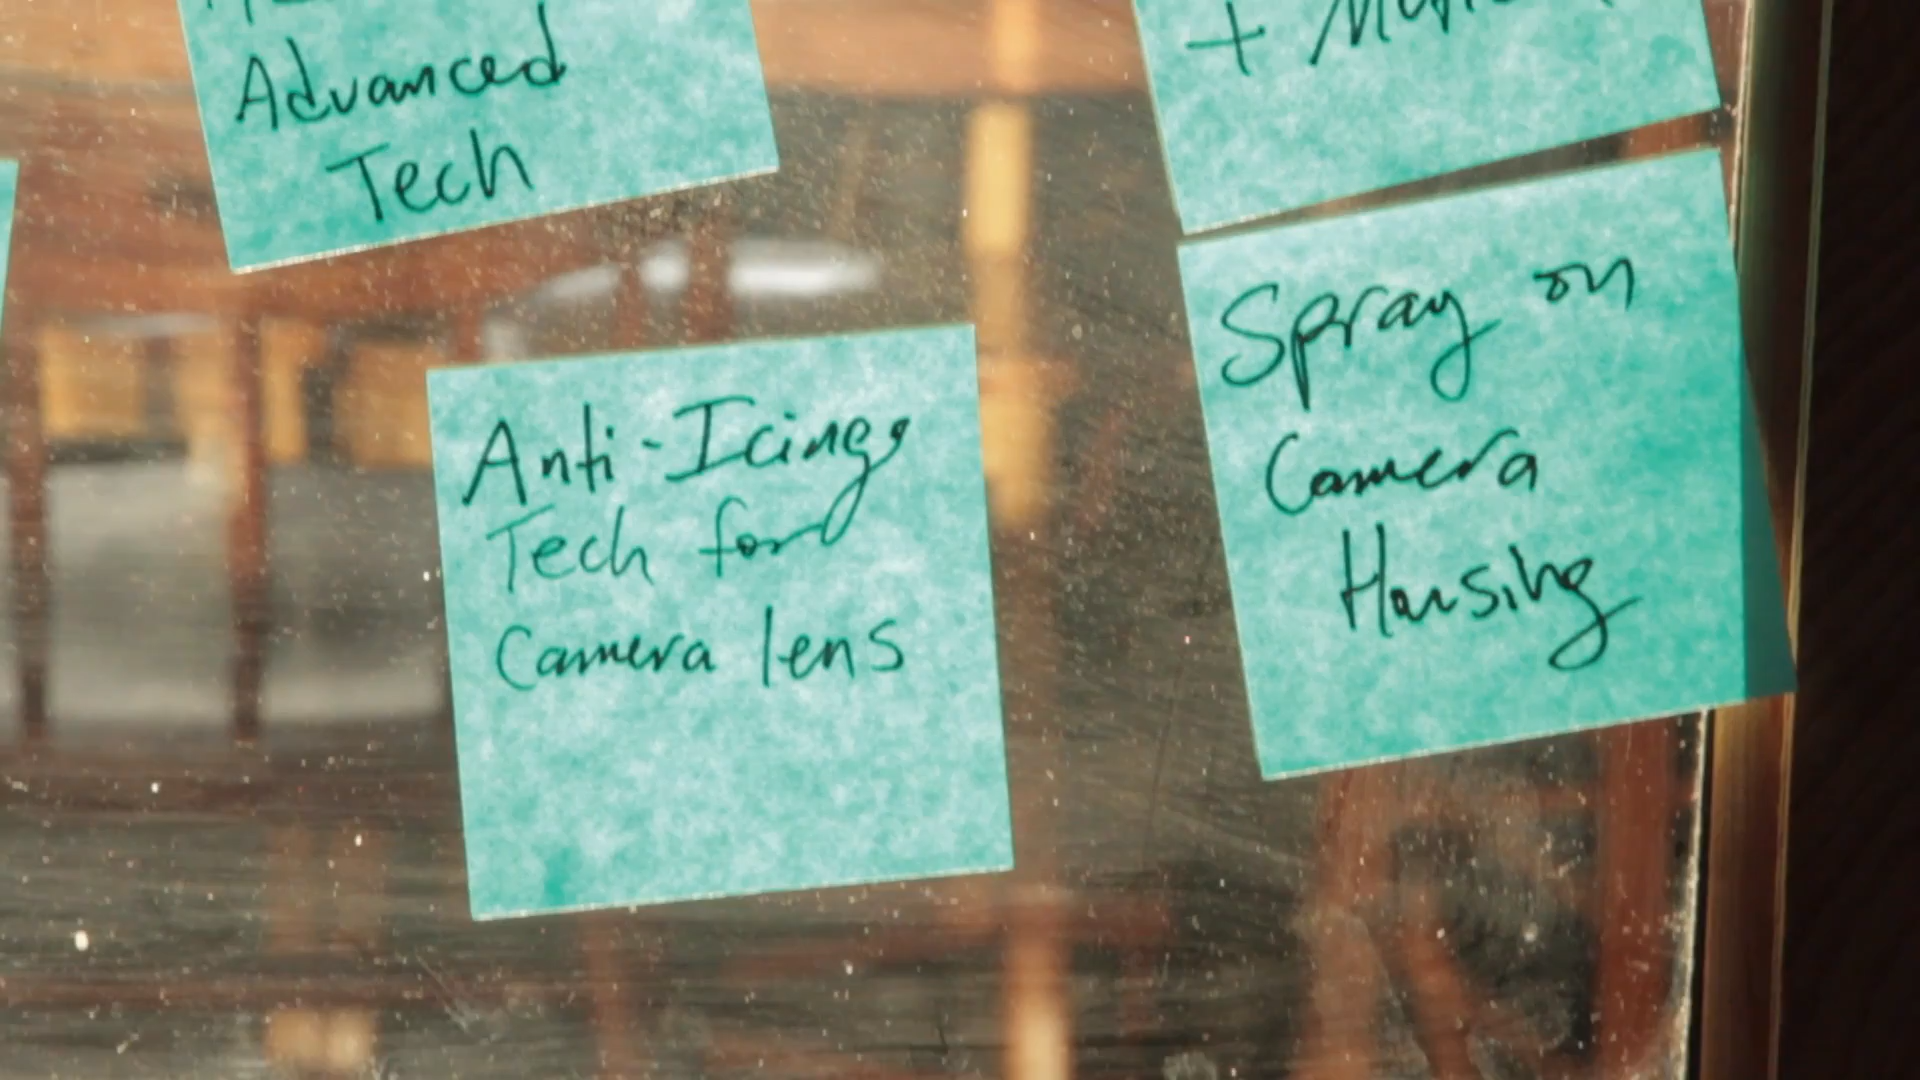 Advanced
Tech
+
Anti-Icing
Tech for
Camera lens
Spray on
Camera
Housing